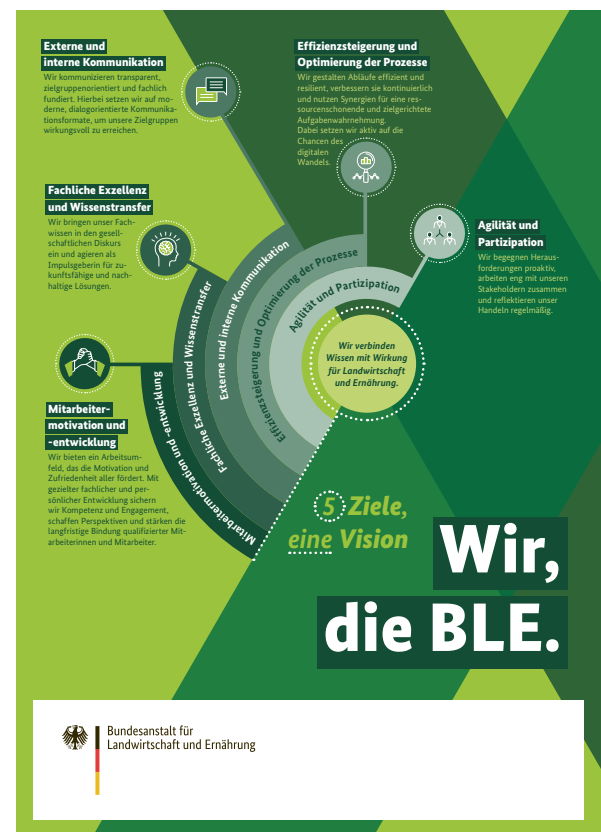 Externe und
interne Kommunikation
Wir kommunizieren transparent,
zielgruppenorientiert und fachlich
fundiert. Hierbei setzen wir auf mo-
derne, dialogorientierte Kommunika-
tionsformate, um unsere Zielgruppen
wirkungsvoll zu erreichen.
Effizienzsteigerung und
Optimierung der Prozesse
Wir gestalten Abläufe effizient und
resilient, verbessern sie kontinuierlich
und nutzen Synergien für eine res-
sourcenschonende und zielgerichtete
Aufgabenwahrnehmung.
Dabei setzen wir aktiv auf die
Chancen des
digitalen
Wandels.
Fachliche Exzellenz
und Wissenstransfer
Wir bringen unser Fach-
wissen in den gesell-
schaftlichen Diskurs
ein und agieren als
Impulsgeberin für zu-
kunftsfähige und nach-
haltige Lösungen.
Agilität und
Partizipation
Wir begegnen Heraus-
forderungen proaktiv,
arbeiten eng mit unseren
Stakeholdern zusammen
und reflektieren unser
Handeln regelmäßig.
Mitarbeiter-
motivation und
-entwicklung
Wir bieten ein Arbeitsum-
feld, das die Motivation und
Zufriedenheit aller fördert. Mit
gezielter fachlicher und per-
sönlicher Entwicklung sichern
wir Kompetenz und Engagement,
schaffen Perspektiven und stärken die
langfristige Bindung qualifizierter Mit-
arbeiterinnen und Mitarbeiter.
Mitarbeitermotivation und -entwicklung
Fachliche Exzellenz und Wissenstransfer
Externe und interne Kommunikation
Effizienzsteigerung und Optimierung der Prozesse
Agilität und Partizipation
Wir verbinden
Wissen mit Wirkung
für Landwirtschaft
und Ernährung.
5 Ziele,
eine Vision
Wir,
die BLE.
Bundesanstalt für
Landwirtschaft und Ernährung